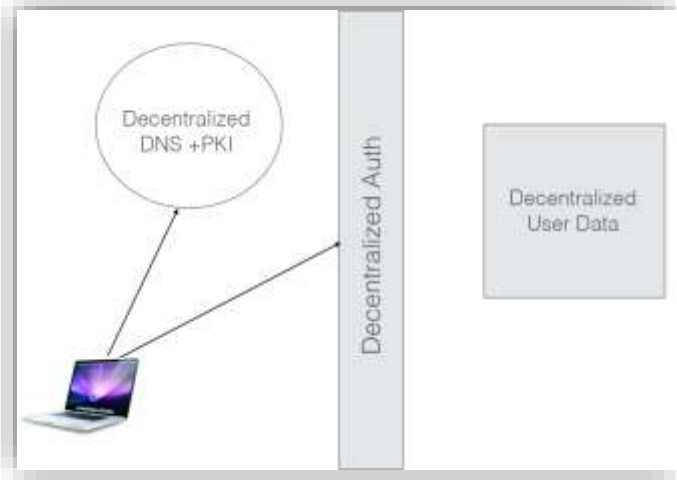 Decentralized
DNS +PKI
Decentralized Auth
Decentralized
User Data